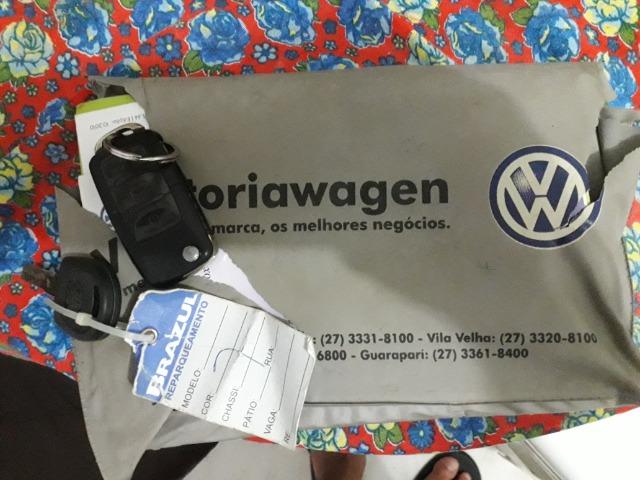 toriawagen
marca, os melhores negócios.
: (27) 3331-8100 - Vila Velha: (27) 3320-8100
6800 - Guarapari: (27) 3361-8400
BRAZUL
REPARQUEAMENTO
MODELO
COR:
CHASSI
PÁTIO
RUA
VAGA: